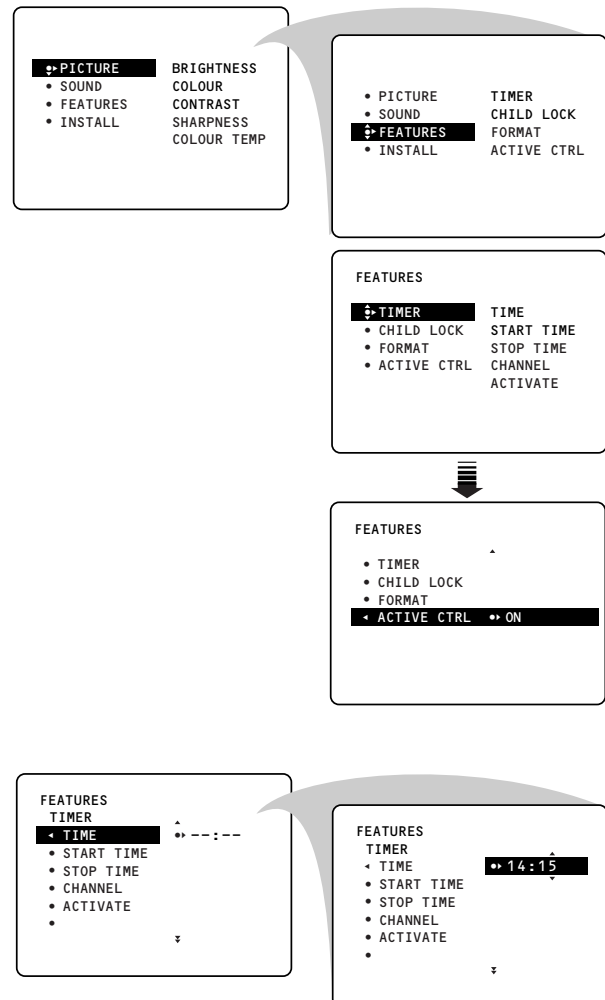 PICTURE BRIGHTNESS
• SOUND COLOUR
• FEATURES CONTRAST
• INSTALL SHARPNESS
COLOUR TEMP
• PICTURE TIMER
• SOUND CHILD LOCK
FEATURES FORMAT
• INSTALL ACTIVE CTRL
FEATURES
TIMER TIME
• CHILD LOCK START TIME
• FORMAT STOP TIME
• ACTIVE CTRL CHANNEL
ACTIVATE
FEATURES
• TIMER
• CHILD LOCK
• FORMAT
ACTIVE CTRL ON
FEATURES
TIMER
TIME --:--
• START TIME
• STOP TIME
• CHANNEL
• ACTIVATE
•
FEATURES
TIMER
TIME 14:15
• START TIME
• STOP TIME
• CHANNEL
• ACTIVATE
•